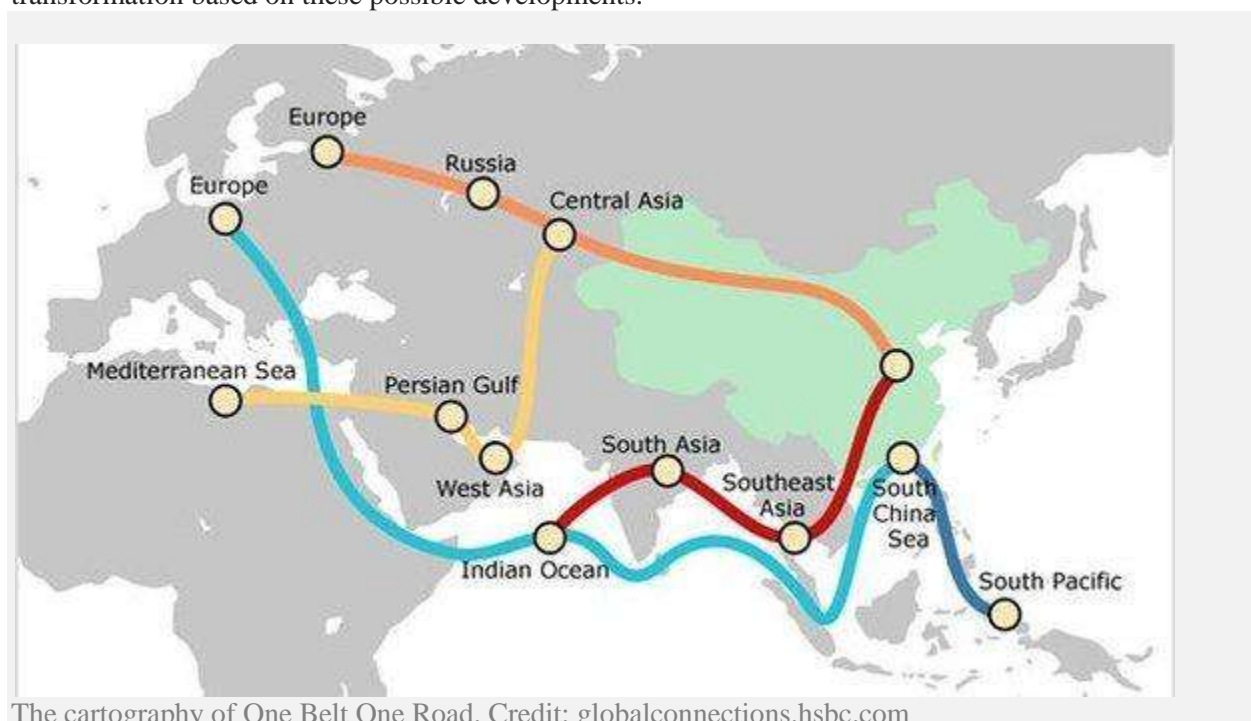 transformation based on these possible developments.
Europe
Russia
Europe
Central Asia
Mediterranean Sea
Persian Gulf
South Asia
West Asia
Southeast
Asia
South
China
Sea
Indian Ocean
South Pacific
The cartography of One Belt One Road. Credit: globalconnections.hsbc.com